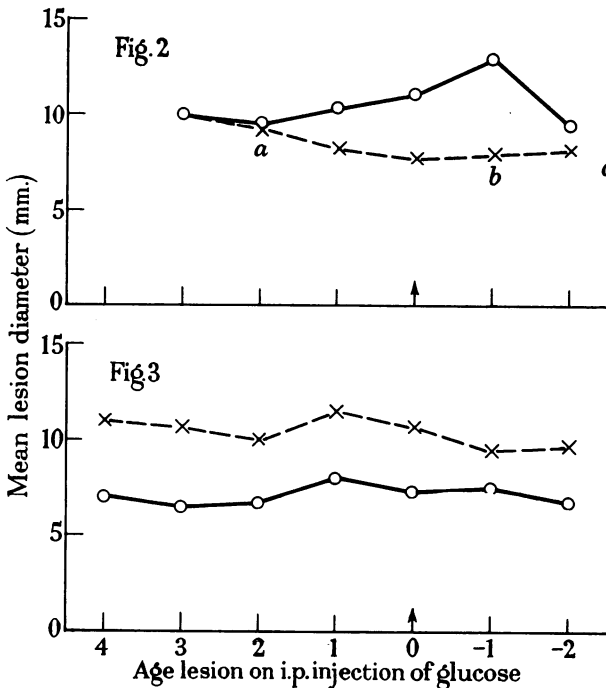 15
Fig. 2
10
a
b
5
0
Mean lesion diameter (mm.)
15
Fig. 3
10
5
0
4 3 2 1 0 -1 -2
Age lesion on i.p. injection of glucose